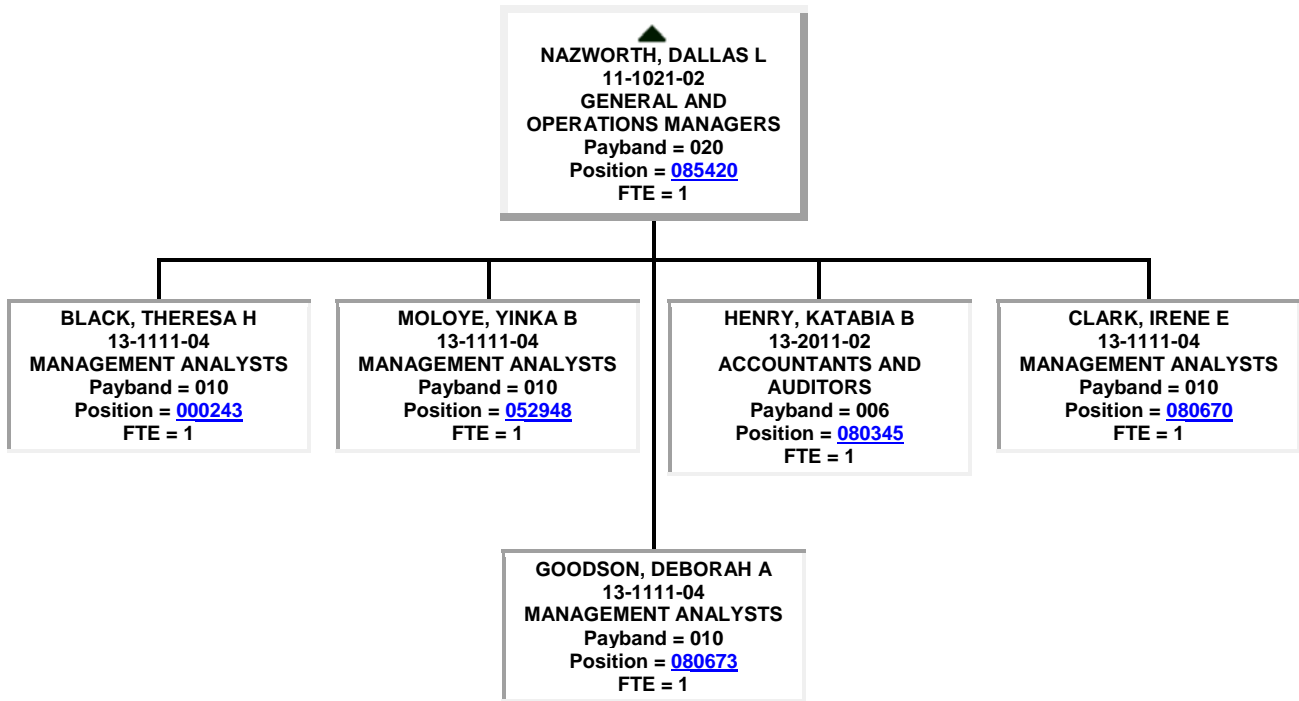 NAZWORTH, DALLAS L
11-1021-02
GENERAL AND
OPERATIONS MANAGERS
Payband = 020
Position = 085420
FTE = 1
BLACK, THERESA H
13-1111-04
MANAGEMENT ANALYSTS
Payband = 010
Position = 000243
FTE = 1
MOLOYE, YINKA B
13-1111-04
MANAGEMENT ANALYSTS
Payband = 010
Position = 052948
FTE = 1
HENRY, KATABIA B
13-2011-02
ACCOUNTANTS AND
AUDITORS
Payband = 006
Position = 080345
FTE = 1
CLARK, IRENE E
13-1111-04
MANAGEMENT ANALYSTS
Payband = 010
Position = 080670
FTE = 1
GOODSON, DEBORAH A
13-1111-04
MANAGEMENT ANALYSTS
Payband = 010
Position = 080673
FTE = 1